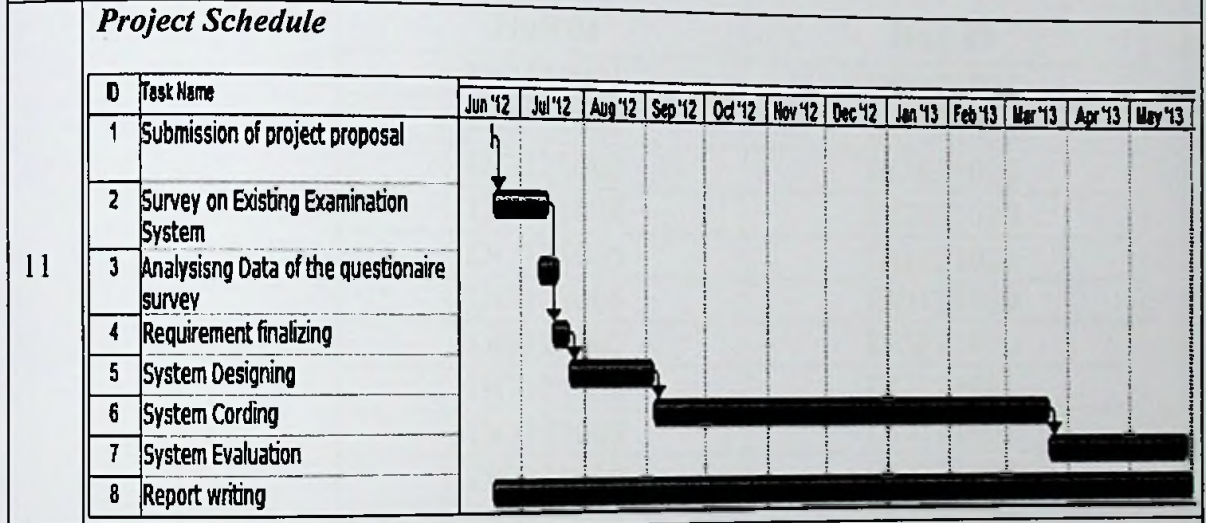 Project Schedule
ID Task Name Jun '12 Jul '12 Aug '12 Sep '12 Oct '12 Nov '12 Dec '12 Jan '13 Feb '13 Mar '13 Apr '13 May '13
1 Submission of project proposal
2 Survey on Existing Examination
System
11
3 Analysisng Data of the questionaire
survey
4 Requirement finalizing
5 System Designing
6 System Cording
7 System Evaluation
8 Report writing